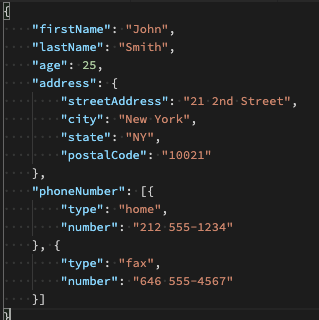 {
    "firstName": "John",
    "lastName": "Smith",
    "age": 25,
    "address": {
        "streetAddress": "21 2nd Street",
        "city": "New York",
        "state": "NY",
        "postalCode": "10021"
    },
    "phoneNumber": [{
        "type": "home",
        "number": "212 555-1234"
    }, {
        "type": "fax",
        "number": "646 555-4567"
    }]
}